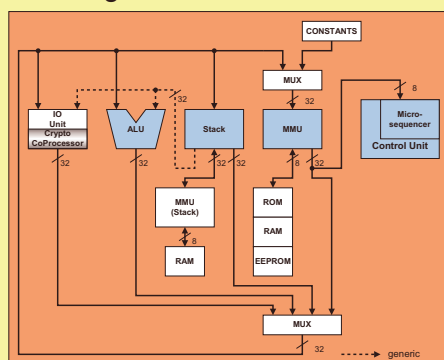 CONSTANTS
MUX
32
8
IO
Unit
Crypto
CoProcessor
ALU
Stack
MMU
Micro-
sequencer
Control Unit
32
32
32
32
8
32
MMU
(Stack)
8
RAM
ROM
RAM
EEPROM
MUX
32
generic
32